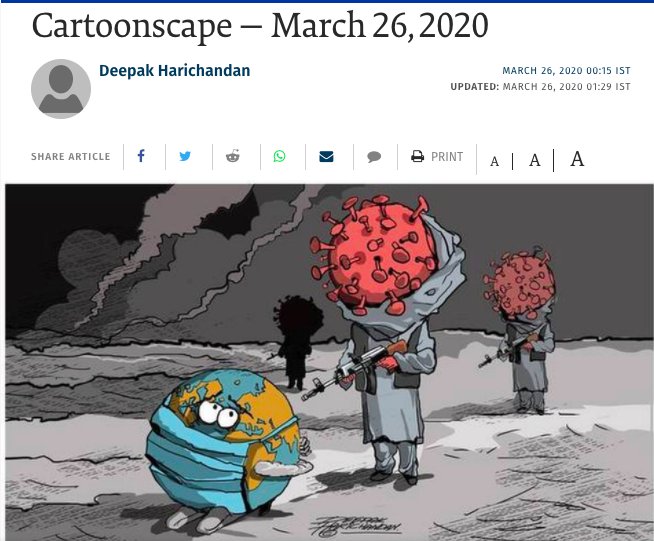 Cartoonscape — March 26, 2020
Deepak Harichandan
MARCH 26, 2020 00:15 IST
UPDATED: MARCH 26, 2020 01:29 IST
SHARE ARTICLE
PRINT
A | A | A